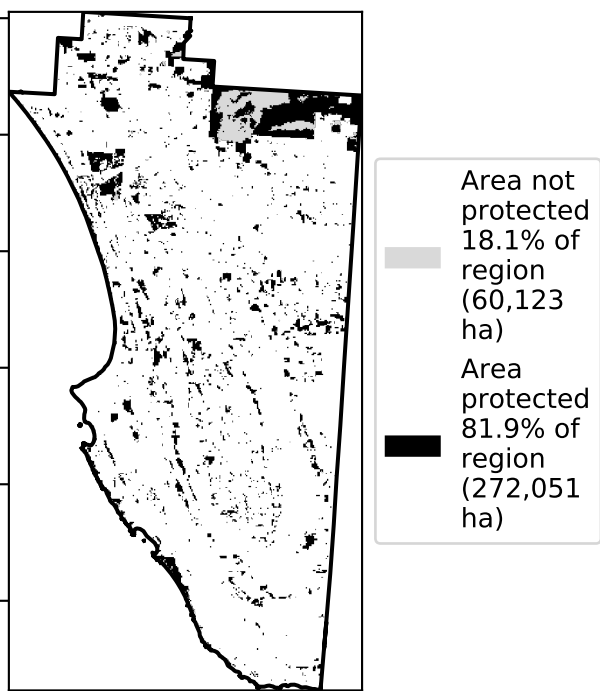 Area not
protected
18.1% of
region
(60,123
ha)
Area
protected
81.9% of
region
(272,051
ha)